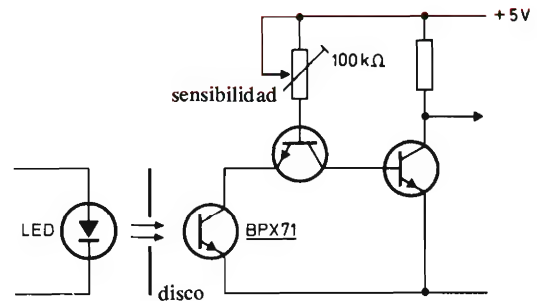 +5V
100kΩ
sensibilidad
LED
BPX71
disco